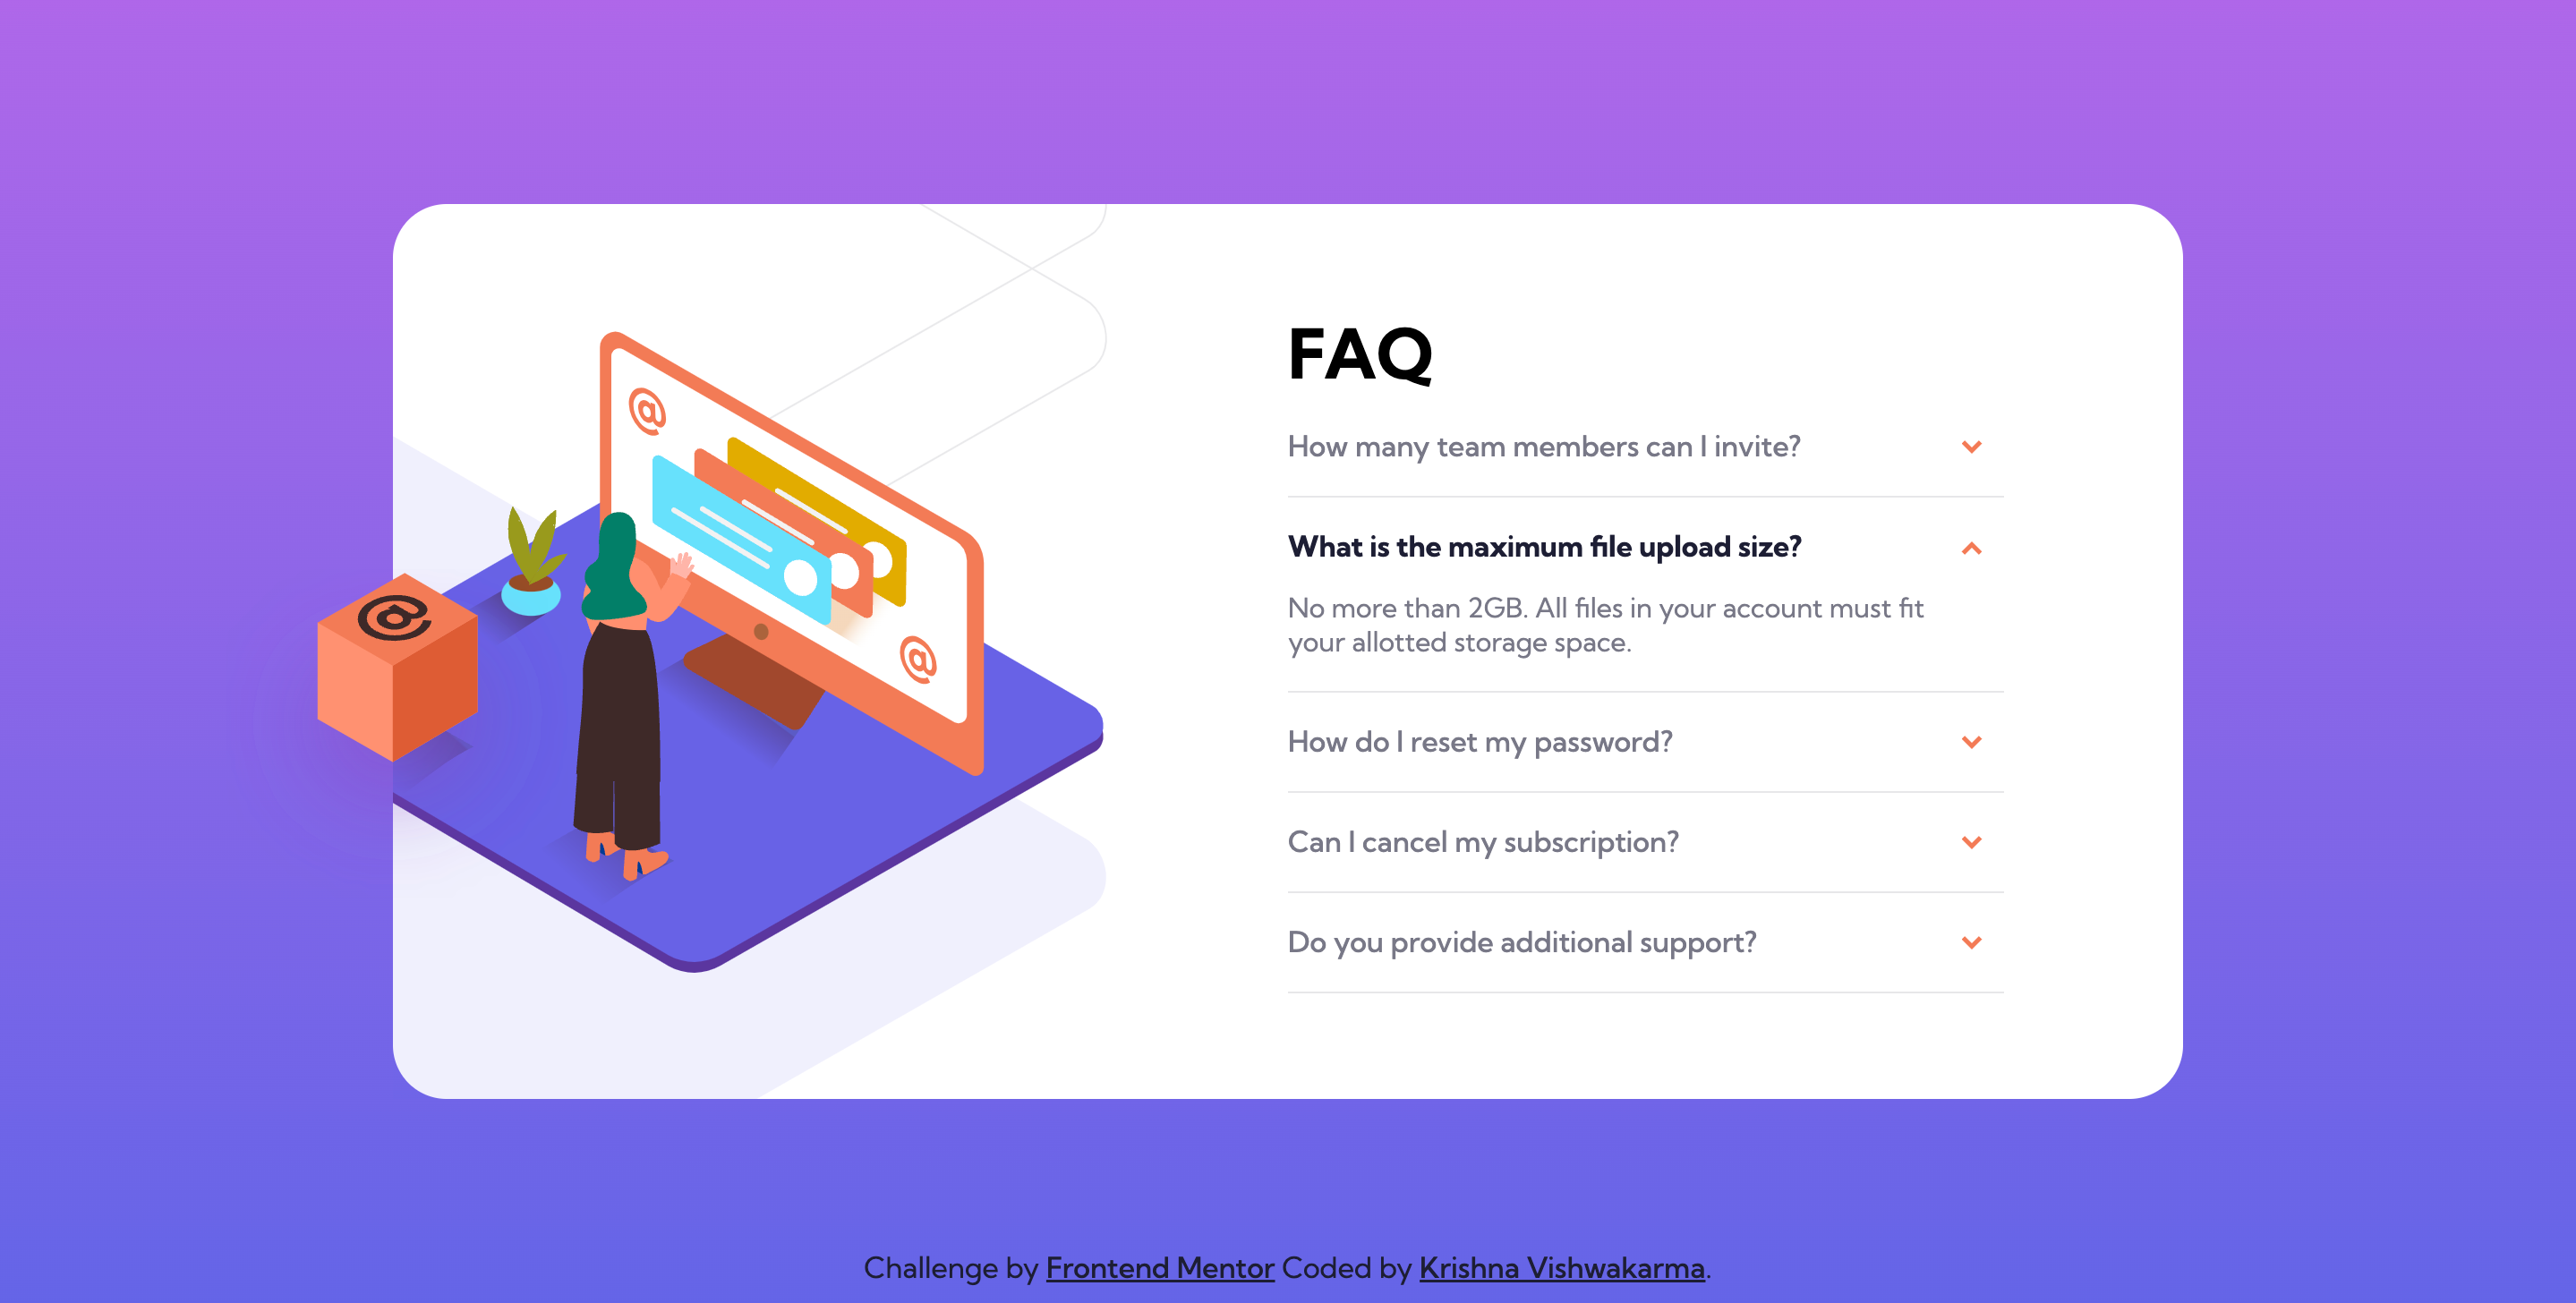 FAQ
How many team members can I invite?
What is the maximum file upload size?
No more than 2GB. All files in your account must fit
your allotted storage space.
How do I reset my password?
Can I cancel my subscription?
Do you provide additional support?
@
@
@
Challenge by Frontend Mentor Coded by Krishna Vishwakarma.